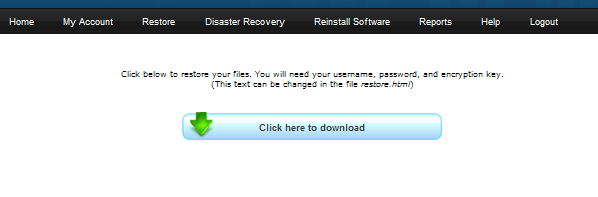 Home My Account Restore Disaster Recovery Reinstall Software Reports Help Logout
Click below to restore your files. You will need your username, password, and encryption key.
(This text can be changed in the file restore.html)
Click here to download